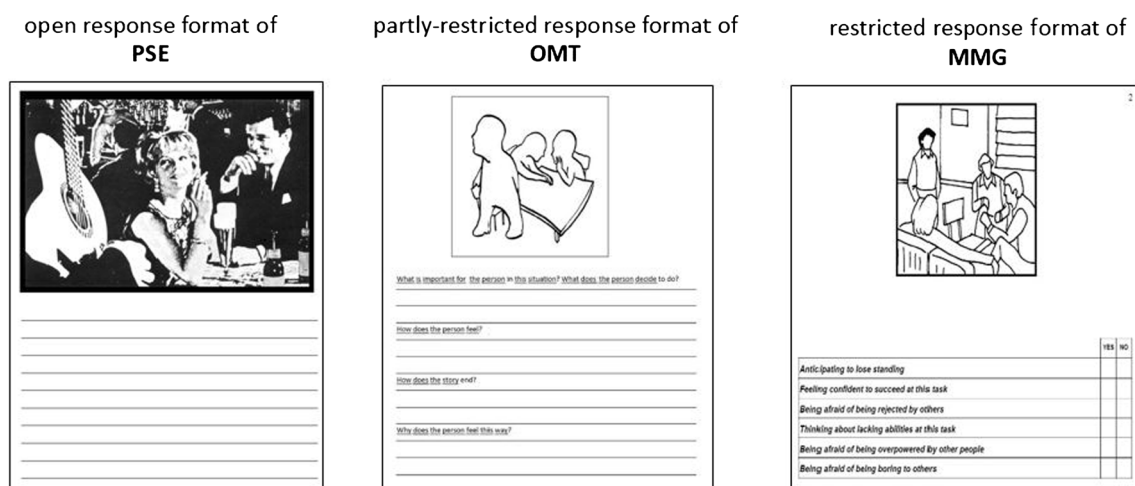 open response format of
PSE
partly-restricted response format of
OMT
restricted response format of
MMG
What is important for the person in this situation? What does the person decide to do?
How does the person feel?
How does the story end?
Why does the person feel this way?
2
YES NO
Anticipating to lose standing
Feeling confident to succeed at this task
Being afraid of being rejected by others
Thinking about lacking abilities at this task
Being afraid of being overpowered by other people
Being afraid of being boring to others